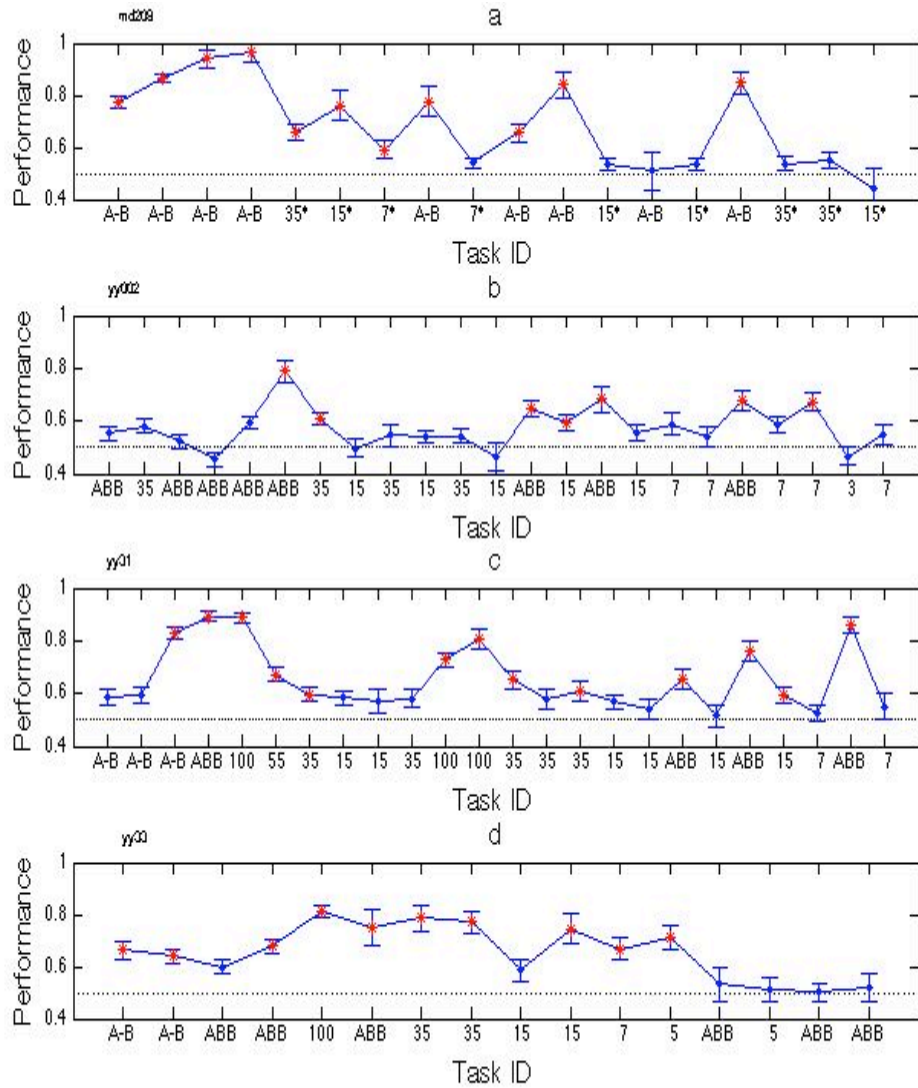 md209
a
Performance
1
0.8
0.6
0.4
A-B A-B A-B A-B 35* 15* 7* A-B 7* A-B A-B 15* A-B 15* A-B 35* 35* 15*
Task ID
yy002
b
Performance
1
0.8
0.6
0.4
ABB 35 ABB ABB ABB ABB 35 15 35 15 35 15 ABB 15 ABB 15 7 7 ABB 7 7 3 7
Task ID
yy31
c
Performance
1
0.8
0.6
0.4
A-B A-B A-B ABB 100 55 35 15 15 35 100 100 35 35 35 15 15 ABB 15 ABB 15 7 ABB 7
Task ID
yy33
d
Performance
1
0.8
0.6
0.4
A-B A-B ABB ABB 100 ABB 35 35 15 15 7 5 ABB 5 ABB ABB
Task ID